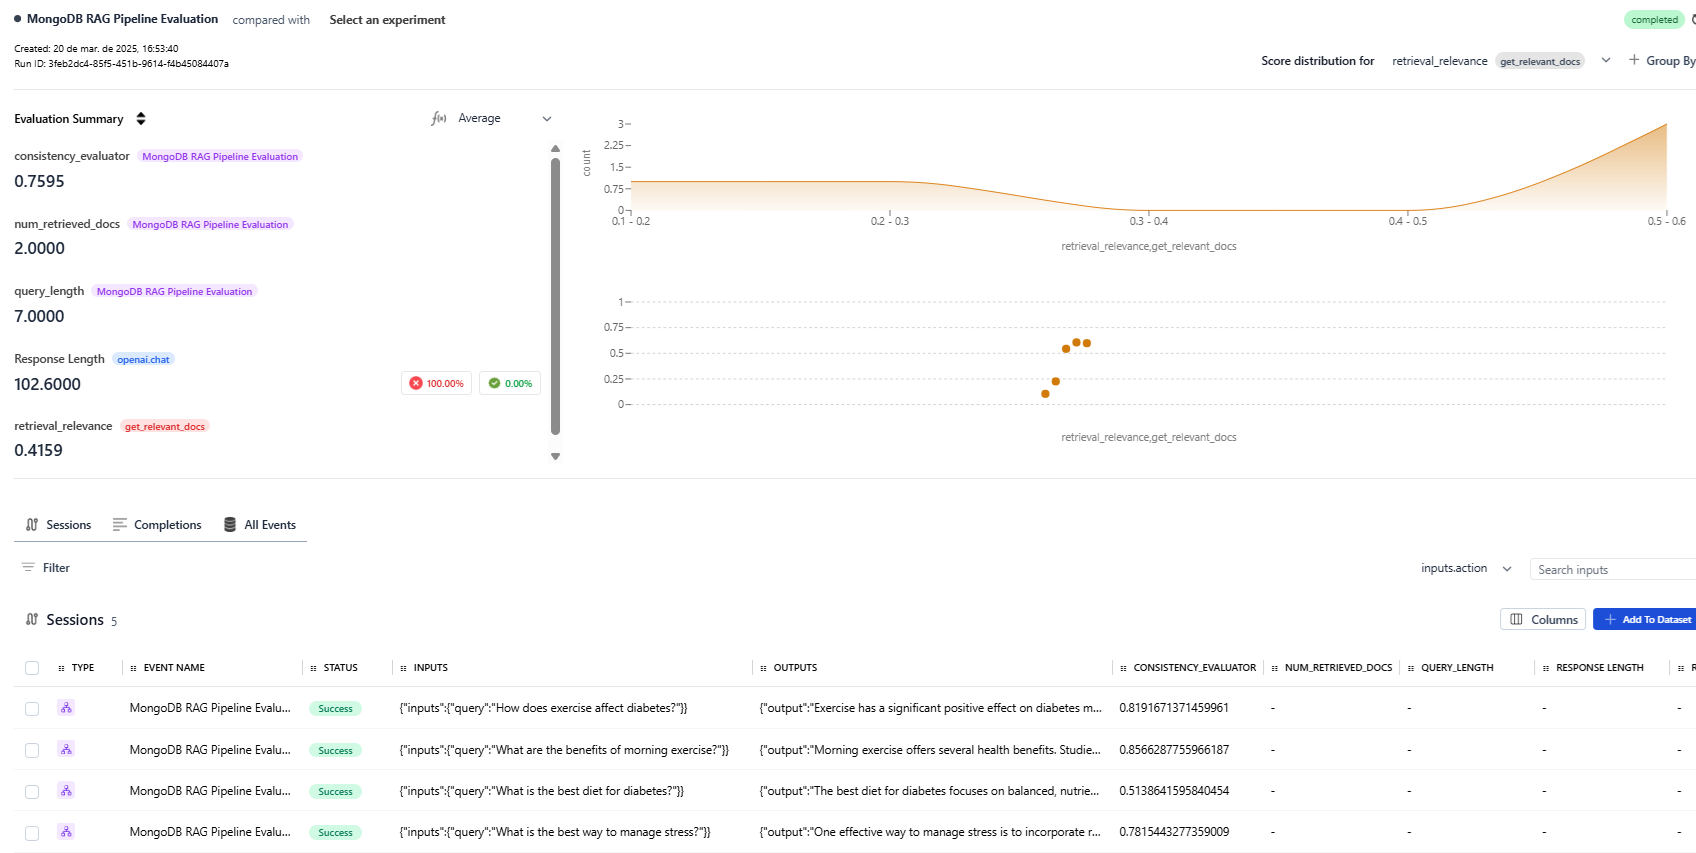 MongoDB RAG Pipeline Evaluation compared with Select an experiment
completed
Created: 20 de mar. de 2025, 16:53:40
Run ID: 3feb2dc4-85f5-451b-9614-f4b45084407a
Score distribution for retrieval_relevance get_relevant_docs
Group By
Evaluation Summary
f(x) Average
consistency_evaluator MongoDB RAG Pipeline Evaluation
0.7595
num_retrieved_docs MongoDB RAG Pipeline Evaluation
2.0000
query_length MongoDB RAG Pipeline Evaluation
7.0000
Response Length openai.chat
102.6000
100.00%
0.00%
retrieval_relevance get_relevant_docs
0.4159
count
3
2.25
1.5
0.75
0
0.1 - 0.2 0.2 - 0.3 0.3 - 0.4 0.4 - 0.5 0.5 - 0.6
retrieval_relevance,get_relevant_docs
1
0.75
0.5
0.25
0
retrieval_relevance,get_relevant_docs
Sessions Completions All Events
Filter
inputs.action
Search inputs
Sessions 5
Columns
Add To Dataset
TYPE EVENT NAME STATUS INPUTS OUTPUTS CONSISTENCY_EVALUATOR NUM_RETRIEVED_DOCS QUERY_LENGTH RESPONSE LENGTH R
MongoDB RAG Pipeline Evalu... Success {"inputs":{"query":"How does exercise affect diabetes?"}} {"output":"Exercise has a significant positive effect on diabetes m... 0.8191671371459961 - - - -
MongoDB RAG Pipeline Evalu... Success {"inputs":{"query":"What are the benefits of morning exercise?"}} {"output":"Morning exercise offers several health benefits. Studie... 0.8566287755966187 - - - -
MongoDB RAG Pipeline Evalu... Success {"inputs":{"query":"What is the best diet for diabetes?"}} {"output":"The best diet for diabetes focuses on balanced, nutrie... 0.5138641595840454 - - - -
MongoDB RAG Pipeline Evalu... Success {"inputs":{"query":"What is the best way to manage stress?"}} {"output":"One effective way to manage stress is to incorporate r... 0.7815443277359009 - - - -